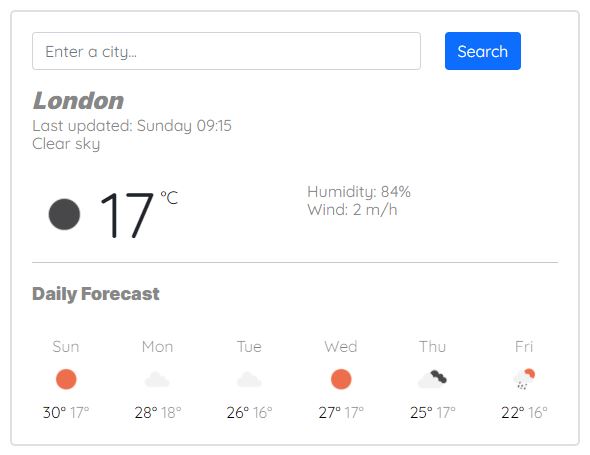 Enter a city...
Search
London
Last updated: Sunday 09:15
Clear sky
17 °C
Humidity: 84%
Wind: 2 m/h
Daily Forecast
Sun Mon Tue Wed Thu Fri
30° 17° 28° 18° 26° 16° 27° 17° 25° 17° 22° 16°